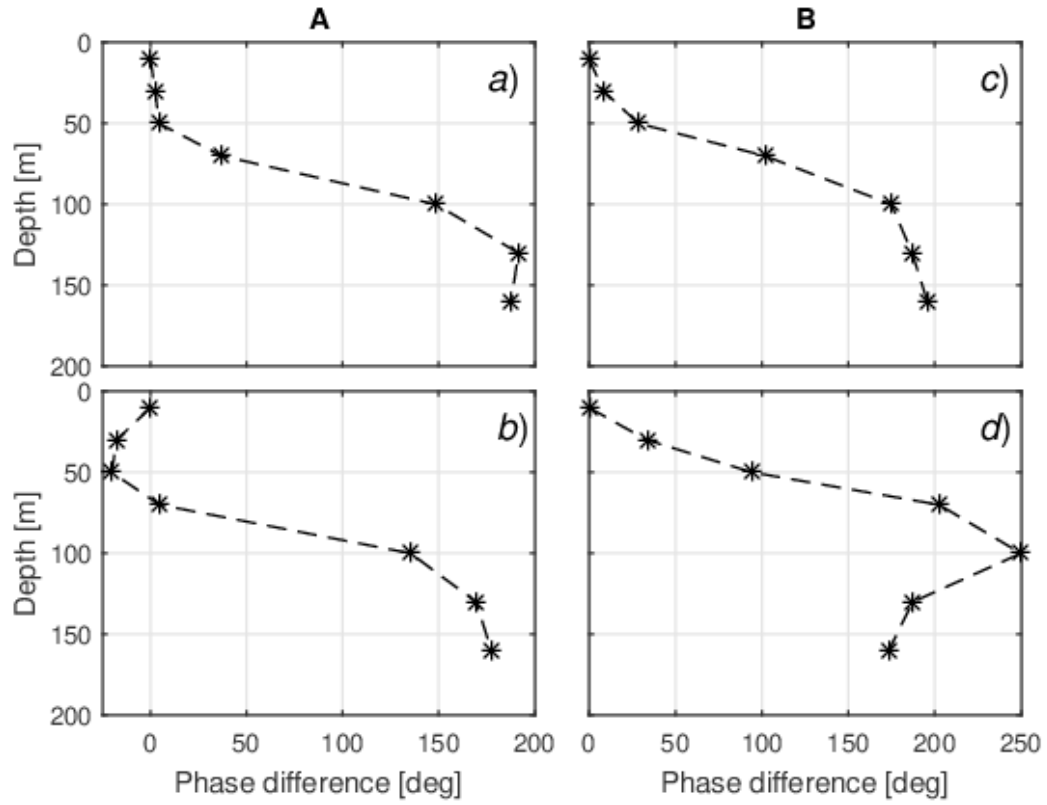 A B
0
50
100
150
200
Depth [m]
a)
c)
0
50
100
150
200
Depth [m]
b)
d)
0 50 100 150 200
0 50 100 150 200 250
Phase difference [deg]
Phase difference [deg]